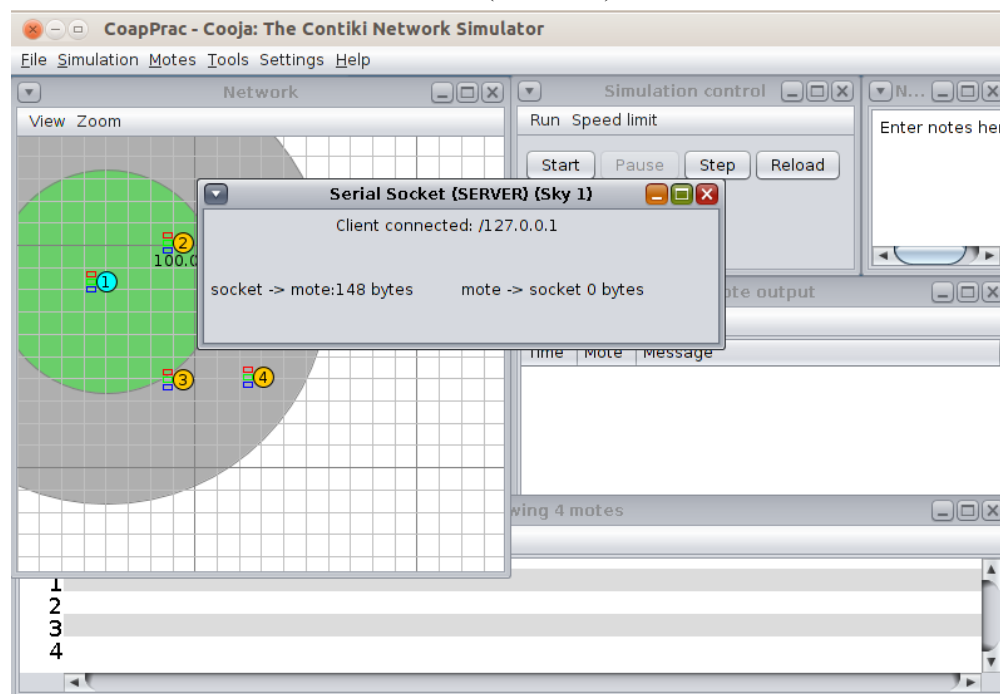 CoapPrac - Cooja: The Contiki Network Simulator
File Simulation Motes Tools Settings Help
Network
View Zoom
Simulation control
Run Speed limit
Start Pause Step Reload
N...
Enter notes her
Serial Socket (SERVER) (Sky 1)
Client connected: /127.0.0.1
socket -> mote:148 bytes mote -> socket 0 bytes
2
100.0
1
3
4
ote output
Time Mote Message
wing 4 motes
1
2
3
4